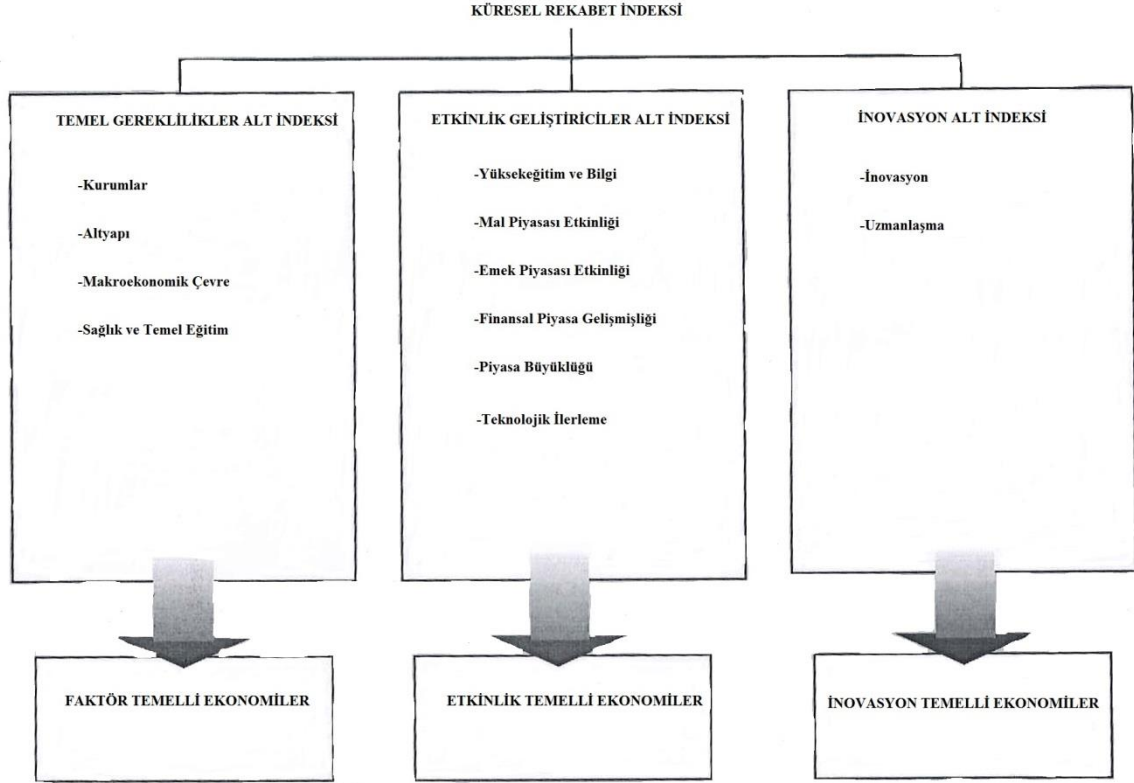 KÜRESEL REKABET İNDEKSİ
TEMEL GEREKLİLİKLER ALT İNDEKSİ
-Kurumlar
-Altyapı
-Makroekonomik Çevre
-Sağlık ve Temel Eğitim
FAKTÖR TEMELLİ EKONOMİLER
ETKİNLİK GELİŞTİRİCİLER ALT İNDEKSİ
-Yüksekeğitim ve Bilgi
-Mal Piyasası Etkinliği
-Emek Piyasası Etkinliği
-Finansal Piyasa Gelişmişliği
-Piyasa Büyüklüğü
-Teknolojik İlerleme
ETKİNLİK TEMELLİ EKONOMİLER
İNOVASYON ALT İNDEKSİ
-İnovasyon
-Uzmanlaşma
İNOVASYON TEMELLİ EKONOMİLER